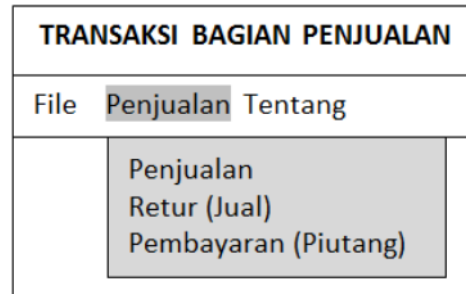 TRANSAKSI BAGIAN PENJUALAN
File Penjualan Tentang
Penjualan
Retur (Jual)
Pembayaran (Piutang)